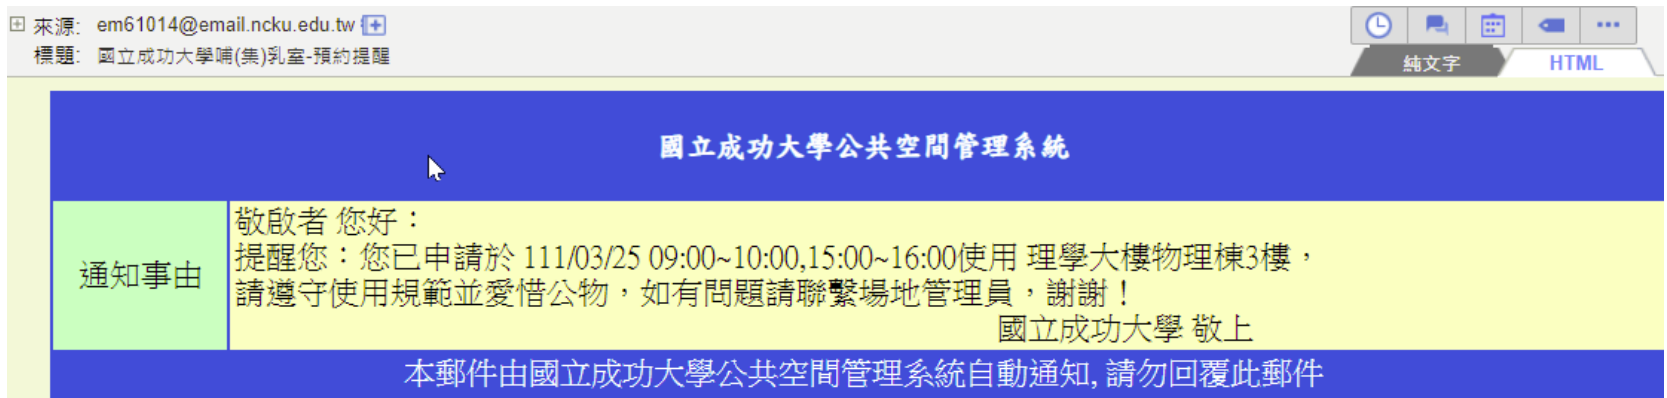 來源: em61014@email.ncku.edu.tw
標題: 國立成功大學哺(集)乳室-預約提醒
純文字 HTML
國立成功大學公共空間管理系統
通知事由
敬啟者 您好：
提醒您：您已申請於 111/03/25 09:00~10:00,15:00~16:00使用 理學大樓物理棟3樓，
請遵守使用規範並愛惜公物，如有問題請聯繫場地管理員，謝謝！
國立成功大學 敬上
本郵件由國立成功大學公共空間管理系統自動通知, 請勿回覆此郵件